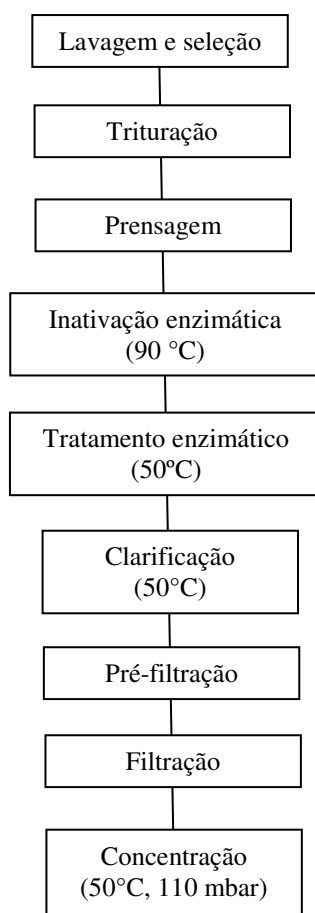 Lavagem e seleção
Trituração
Prensagem
Inativação enzimática
(90 °C)
Tratamento enzimático
(50ºC)
Clarificação
(50°C)
Pré-filtração
Filtração
Concentração
(50°C, 110 mbar)